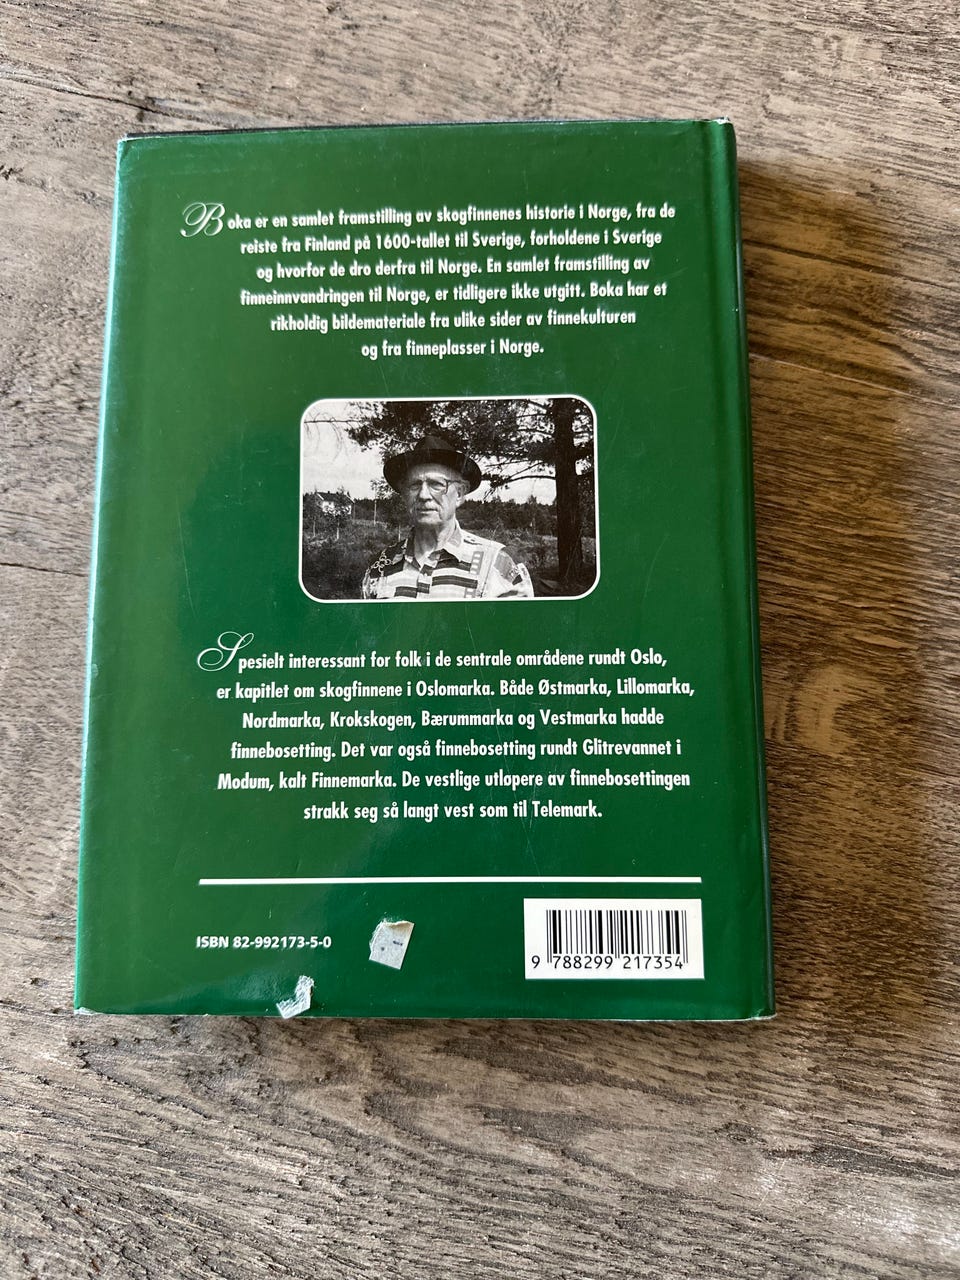 Boka er en samlet framstilling av skogfinnenes historie i Norge, fra de
reiste fra Finland på 1600-tallet til Sverige, forholdene i Sverige
og hvorfor de dro derfra til Norge. En samlet framstilling av
finneinnvandringen til Norge, er tidligere ikke utgitt. Boka har et
rikholdig bildemateriale fra ulike sider av finnekulturen
og fra finneplasser i Norge.
Spesielt interessant for folk i de sentrale områdene rundt Oslo,
er kapitlet om skogfinnene i Oslomarka. Både Østmarka, Lillomarka,
Nordmarka, Krokskogen, Bærummarka og Vestmarka hadde
finnebosetting. Det var også finnebosetting rundt Glitrevannet i
Modum, kalt Finnemarka. De vestlige utløpere av finnebosettingen
strakk seg så langt vest som til Telemark.
ISBN 82-992173-5-0
9 788299 217354